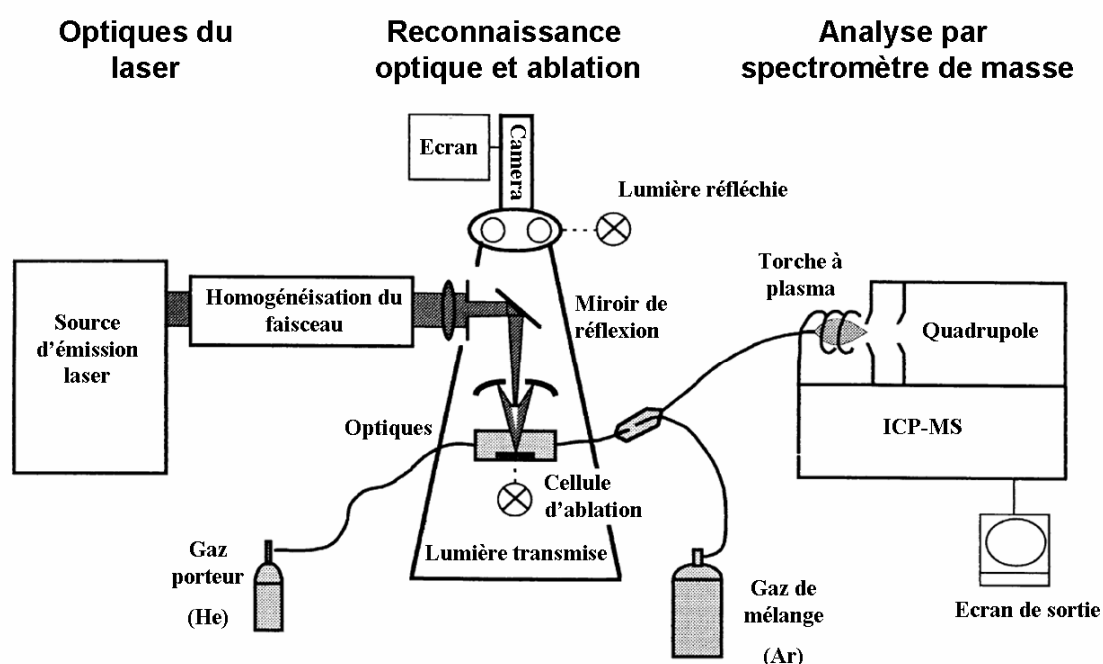 Optiques du
laser
Reconnaissance
optique et ablation
Analyse par
spectromètre de masse
Ecran
Camera
Lumière réfléchie
Source
d'émission
laser
Homogénéisation du
faisceau
Miroir de
réflexion
Torche à
plasma
Quadrupole
ICP-MS
Optiques
Cellule
d'ablation
Lumière transmise
Gaz
porteur
(He)
Gaz de
mélange
(Ar)
Ecran de sortie